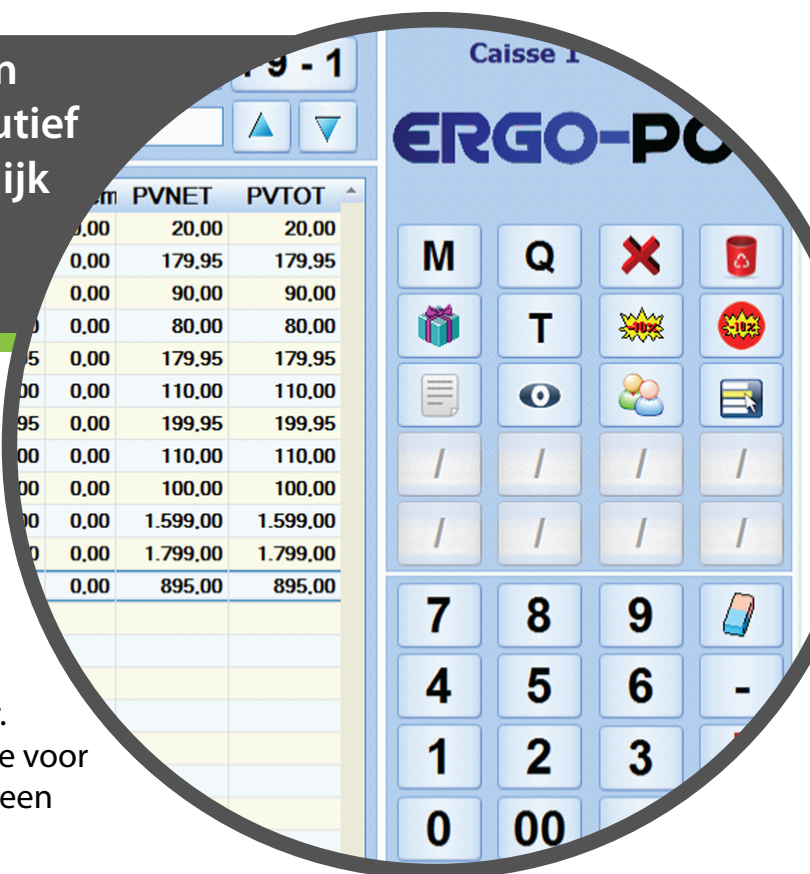 utief
ijk
9 - 1
Caisse 1
ERGO-PO
PVNET PVTOT
0,00 20,00 20,00
0,00 179,95 179,95
0,00 90,00 90,00
0,00 80,00 80,00
0,00 179,95 179,95
0,00 110,00 110,00
95 0,00 199,95 199,95
00 0,00 110,00 110,00
00 0,00 100,00 100,00
0,00 1.599,00 1.599,00
0,00 1.799,00 1.799,00
0,00 895,00 895,00
M Q
T -10% -10%
/ / / /
/ / / /
7 8 9
4 5 6 -
1 2 3
0 00
e voor
een